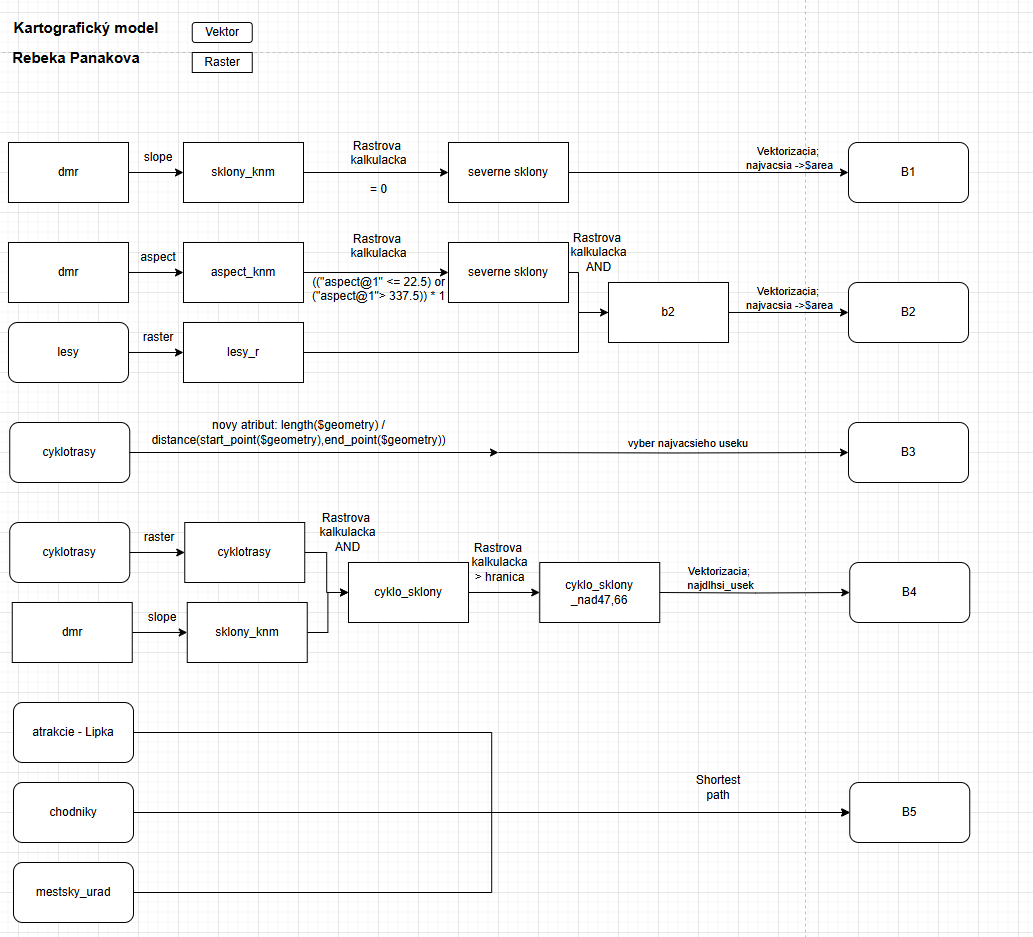 Kartografický model
Vektor
Rebeka Panakova
Raster
dmr
slope
sklony_knm
Rastrova
kalkulacka
= 0
severne sklony
Vektorizacia;
najvacsia ->$area
B1
dmr
aspect
aspect_knm
Rastrova
kalkulacka
(("aspect@1" <= 22.5) or
("aspect@1"> 337.5)) * 1
severne sklony
Rastrova
kalkulacka
AND
lesy
raster
lesy_r
b2
Vektorizacia;
najvacsia ->$area
B2
cyklotrasy
novy atribut: length($geometry) /
distance(start_point($geometry),end_point($geometry))
vyber najvacsieho useku
B3
cyklotrasy
raster
cyklotrasy
Rastrova
kalkulacka
AND
dmr
slope
sklony_knm
cyklo_sklony
Rastrova
kalkulacka
> hranica
cyklo_sklony
_nad47,66
Vektorizacia;
najdlhsi_usek
B4
atrakcie - Lipka
chodniky
mestsky_urad
Shortest
path
B5